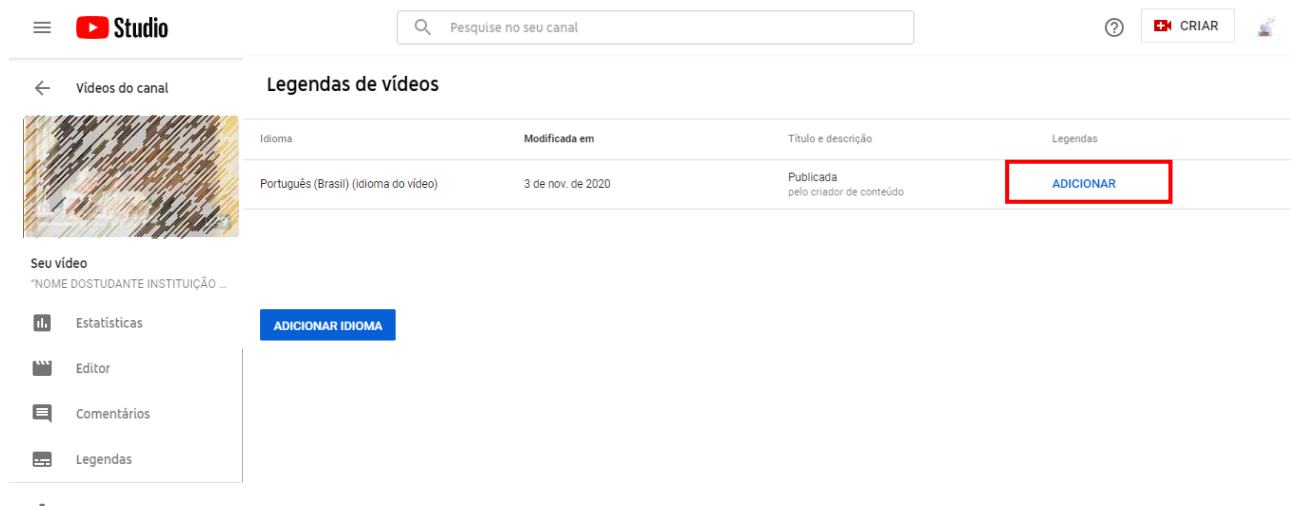 Studio
Pesquise no seu canal
CRIAR
Vídeos do canal
Legendas de vídeos
Idioma
Modificada em
Título e descrição
Legendas
Português (Brasil) (idioma do vídeo)
3 de nov. de 2020
Publicada
pelo criador de conteúdo
ADICIONAR
Seu vídeo
"NOME DOSTUDANTE INSTITUIÇÃO ...
Estatísticas
ADICIONAR IDIOMA
Editor
Comentários
Legendas